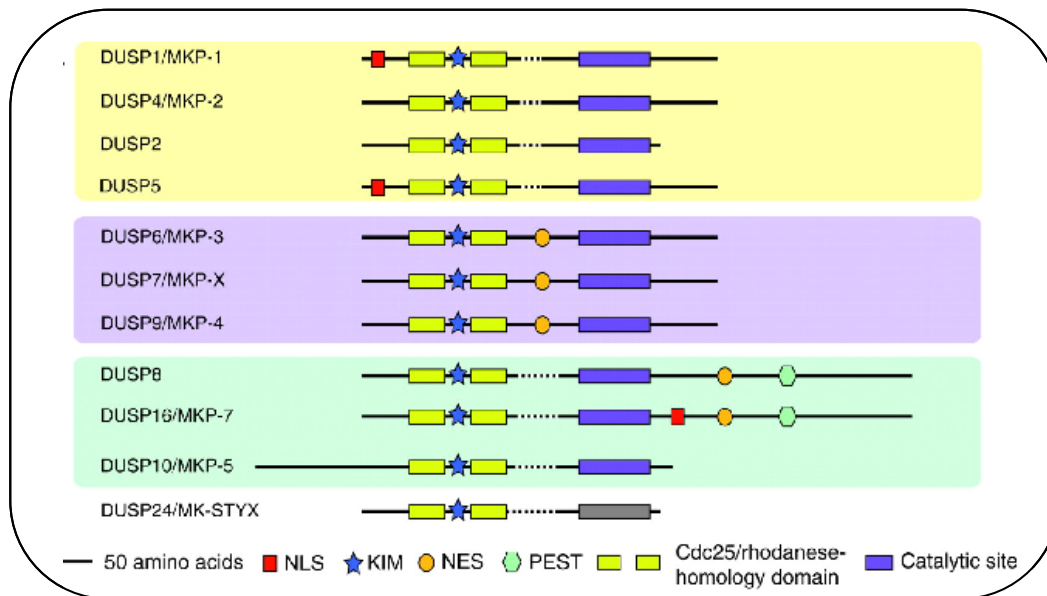 DUSP1/MKP-1
DUSP4/MKP-2
DUSP2
DUSP5
DUSP6/MKP-3
DUSP7/MKP-X
DUSP9/MKP-4
DUSP8
DUSP16/MKP-7
DUSP10/MKP-5
DUSP24/MK-STYX
50 amino acids NLS KIM NES PEST Cdc25/rhodanese-
homology domain Catalytic site